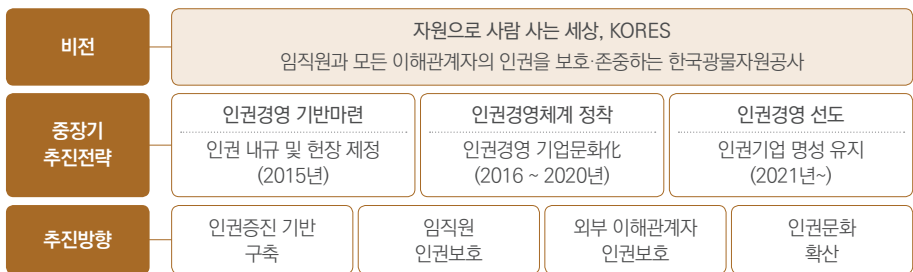 비전
자원으로 사람 사는 세상, KORES
임직원과 모든 이해관계자의 인권을 보호·존중하는 한국광물자원공사
중장기
추진전략
인권경영 기반마련
인권 내규 및 헌장 제정
(2015년)
인권경영체계 정착
인권경영 기업문화化
(2016 ~ 2020년)
인권경영 선도
인권기업 명성 유지
(2021년~)
추진방향
인권증진 기반
구축
임직원
인권보호
외부 이해관계자
인권보호
인권문화
확산